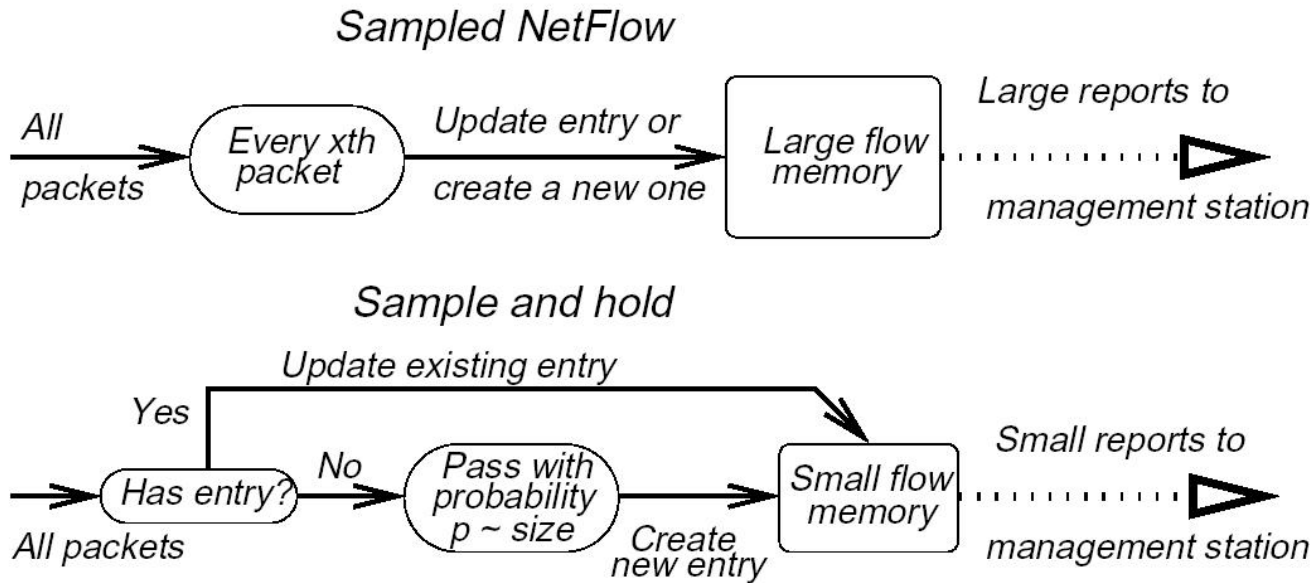 Sampled NetFlow
All
packets
Every xth
packet
Update entry or
create a new one
Large flow
memory
Large reports to
management station
Sample and hold
Update existing entry
Yes
All packets
Has entry?
No
Pass with
probability
p ~ size
Create
new entry
Small flow
memory
Small reports to
management station